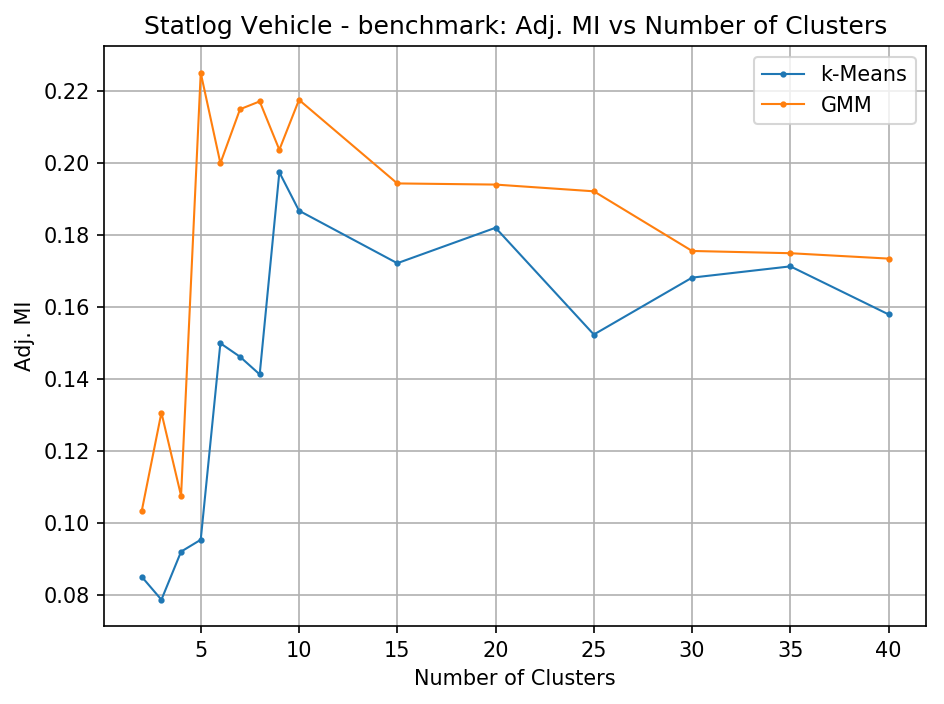 Statlog Vehicle - benchmark: Adj. MI vs Number of Clusters
k-Means
GMM
Adj. MI
0.22
0.20
0.18
0.16
0.14
0.12
0.10
0.08
5 10 15 20 25 30 35 40
Number of Clusters